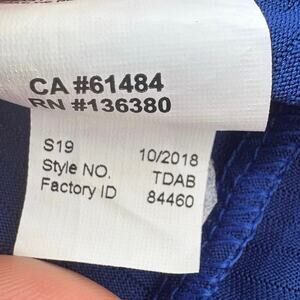 CA #61484
RN #136380
S19 10/2018
Style NO. TDAB
Factory ID 84460